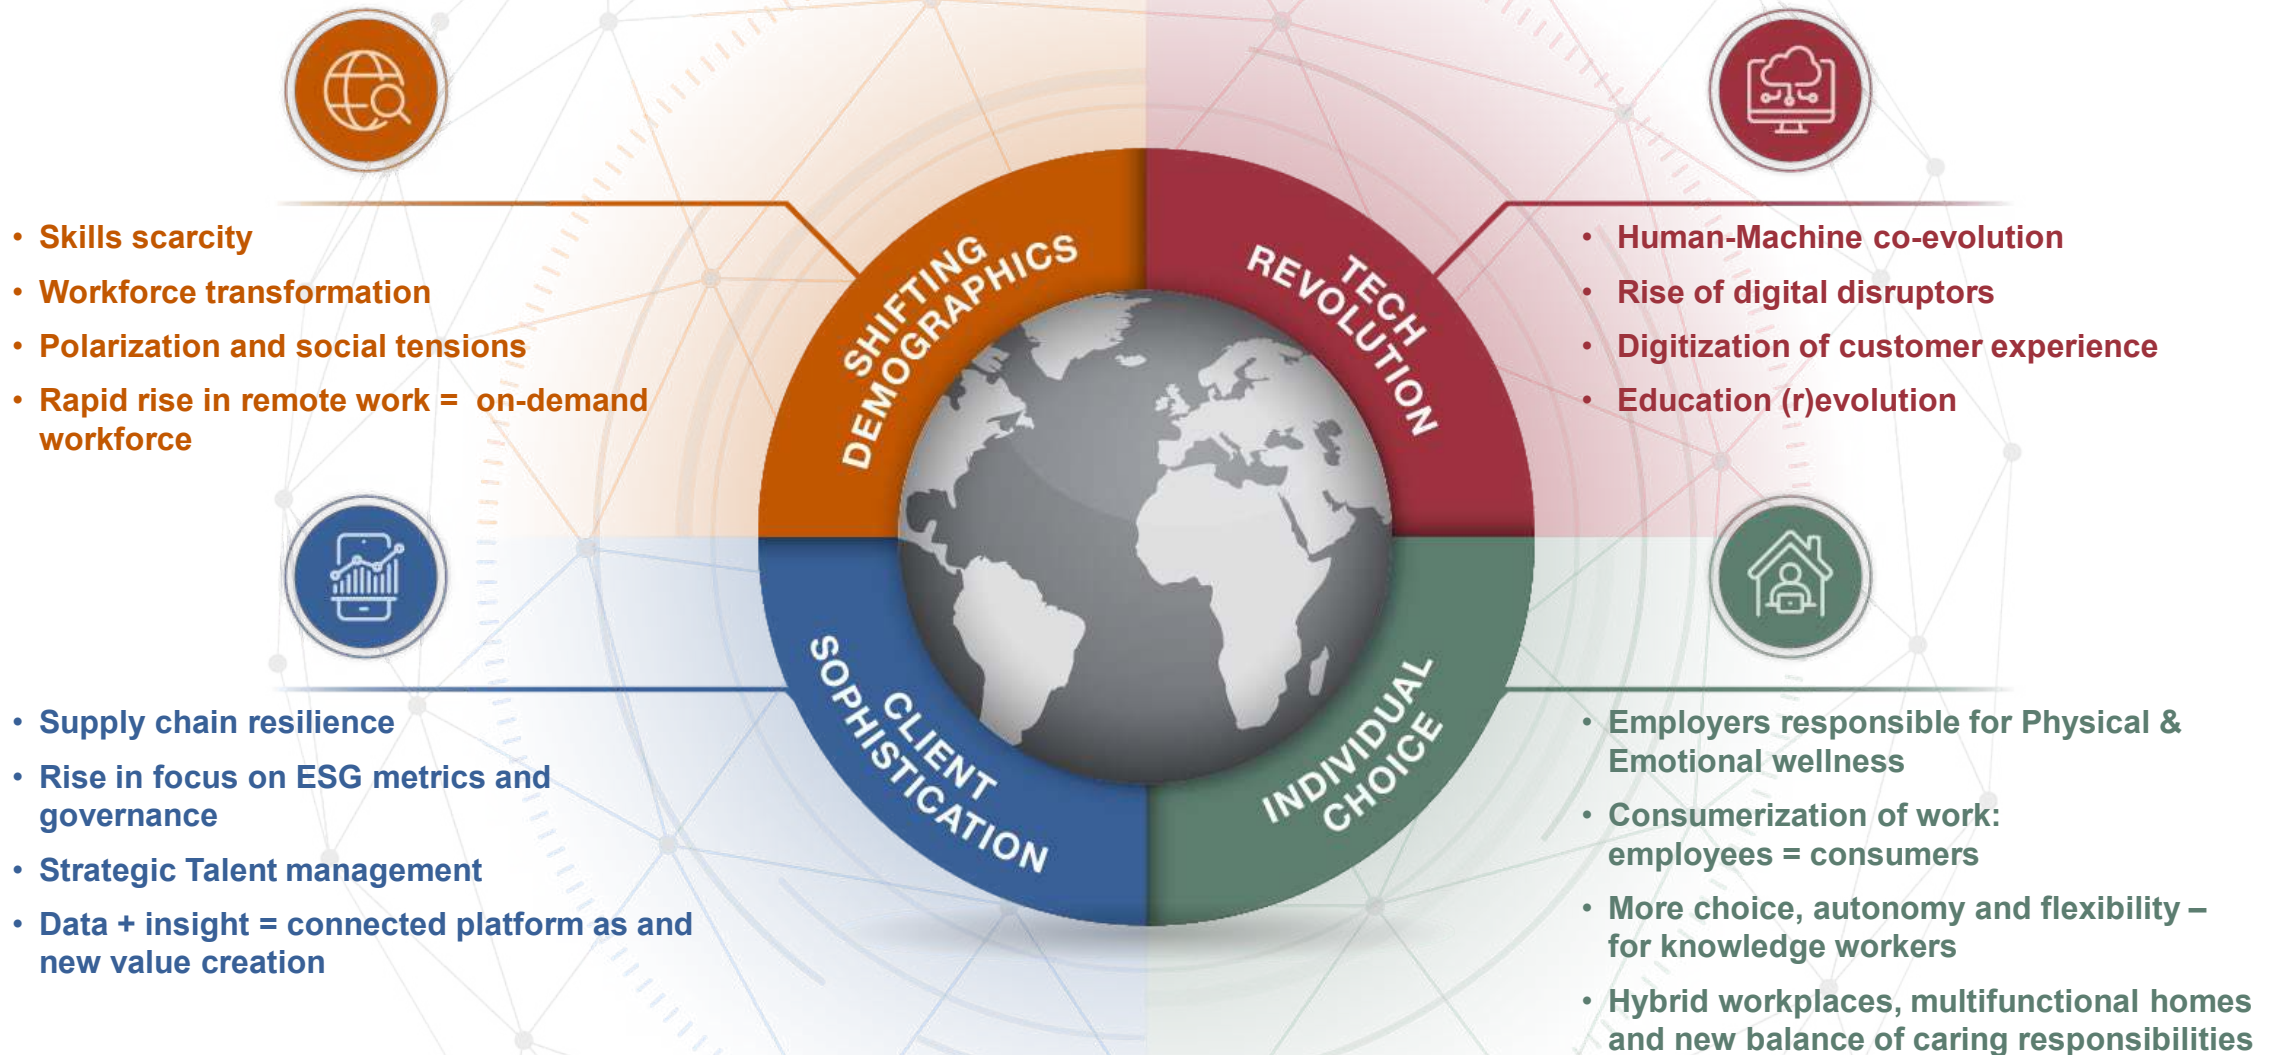 SHIFTING
DEMOGRAPHICS
• Skills scarcity
• Workforce transformation
• Polarization and social tensions
• Rapid rise in remote work =  on-demand
workforce
TECH
REVOLUTION
• Human-Machine co-evolution
• Rise of digital disruptors
• Digitization of customer experience
• Education (r)evolution
CLIENT
SOPHISTICATION
• Supply chain resilience
• Rise in focus on ESG metrics and
governance
• Strategic Talent management
• Data + insight = connected platform as and
new value creation
INDIVIDUAL
CHOICE
• Employers responsible for Physical &
Emotional wellness
• Consumerization of work:
employees = consumers
• More choice, autonomy and flexibility –
for knowledge workers
• Hybrid workplaces, multifunctional homes
and new balance of caring responsibilities